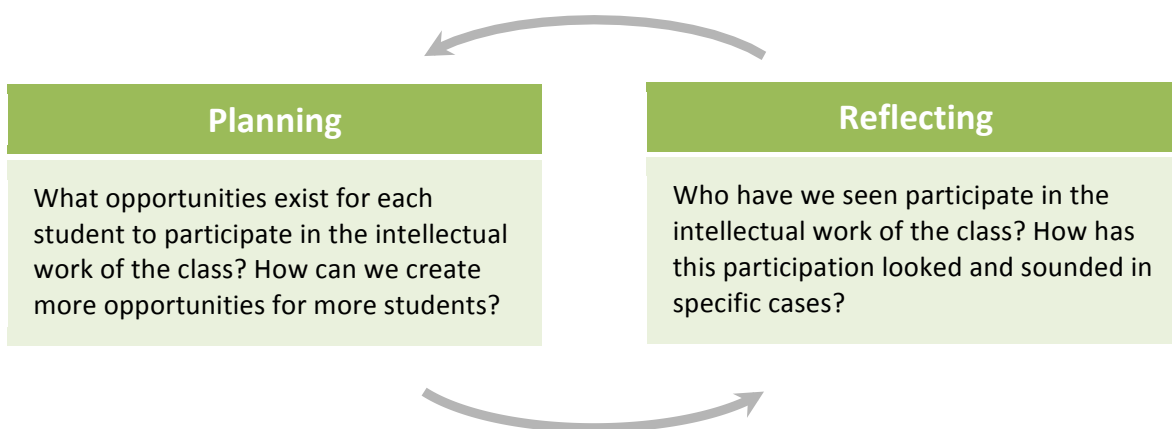 Planning
What opportunities exist for each
student to participate in the intellectual
work of the class? How can we create
more opportunities for more students?
Reflecting
Who have we seen participate in the
intellectual work of the class? How has
this participation looked and sounded in
specific cases?